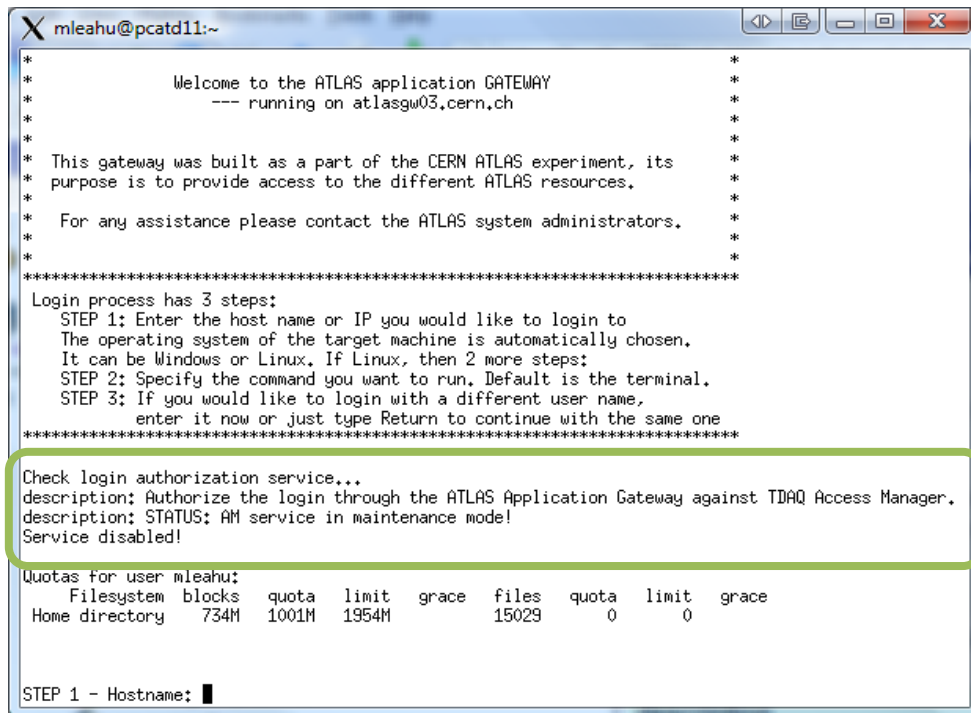 mleahu@pcatd11:~
*                                                                           *
*               Welcome to the ATLAS application GATEWAY                    *
*                   --- running on atlasgw03.cern.ch                        *
*                                                                           *
*                                                                           *
*  This gateway was built as a part of the CERN ATLAS experiment, its       *
*  purpose is to provide access to the different ATLAS resources.           *
*                                                                           *
*   For any assistance please contact the ATLAS system administrators.      *
*                                                                           *
*                                                                           *
*****************************************************************************
Login process has 3 steps:
STEP 1: Enter the host name or IP you would like to login to
The operating system of the target machine is automatically chosen.
It can be Windows or Linux. If Linux, then 2 more steps:
STEP 2: Specify the command you want to run. Default is the terminal.
STEP 3: If you would like to login with a different user name,
enter it now or just type Return to continue with the same one
*****************************************************************************
Check login authorization service...
description: Authorize the login through the ATLAS Application Gateway against TDAQ Access Manager.
description: STATUS: AM service in maintenance mode!
Service disabled!
Quotas for user mleahu:
Filesystem  blocks   quota   limit   grace   files   quota   limit   grace
Home directory    734M   1001M   1954M           15029       0       0
STEP 1 - Hostname: